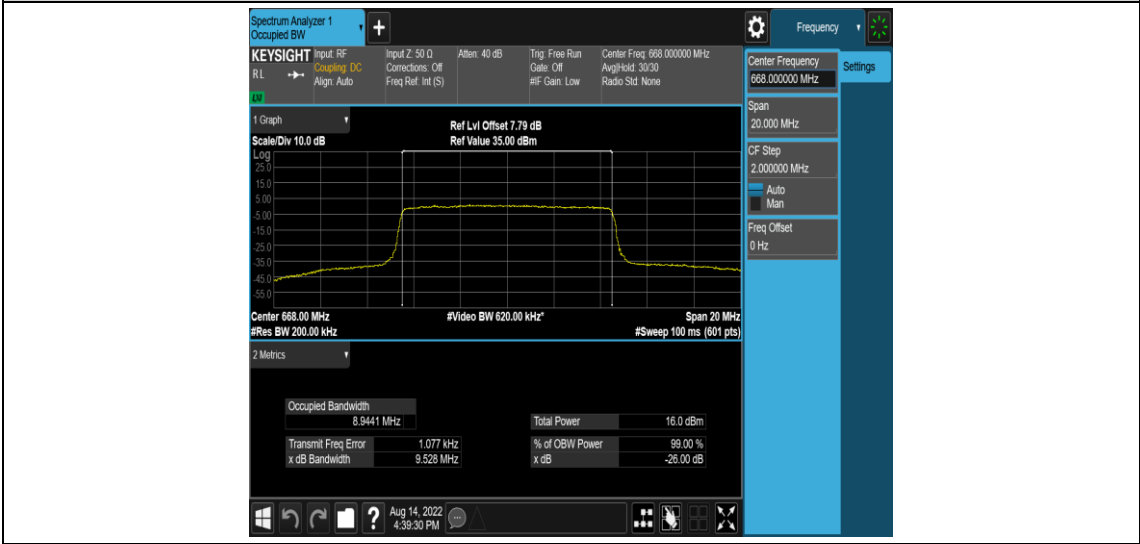 Spectrum Analyzer 1
Occupied BW
+
Frequency
KEYSIGHT
RL
Input: RF
Coupling: DC
Align: Auto
Input Z: 50 Ω
Corrections: Off
Freq Ref: Int (S)
Atten: 40 dB
Trig: Free Run
Gate: Off
#IF Gain: Low
Center Freq: 668.000000 MHz
Avg|Hold: 30/30
Radio Std: None
1 Graph
Scale/Div 10.0 dB
Ref Lvl Offset 7.79 dB
Ref Value 35.00 dBm
Log
25.0
15.0
5.00
-5.00
-15.0
-25.0
-35.0
-45.0
-55.0
Center 668.00 MHz
#Video BW 620.00 kHz*
Span 20 MHz
#Res BW 200.00 kHz
#Sweep 100 ms (601 pts)
2 Metrics
Occupied Bandwidth
8.9441 MHz
Total Power 16.0 dBm
Transmit Freq Error 1.077 kHz
% of OBW Power 99.00 %
x dB Bandwidth 9.528 MHz
x dB -26.00 dB
?
Aug 14, 2022
4:39:30 PM
Center Frequency
668.000000 MHz
Settings
Span
20.000 MHz
CF Step
2.000000 MHz
Auto
Man
Freq Offset
0 Hz